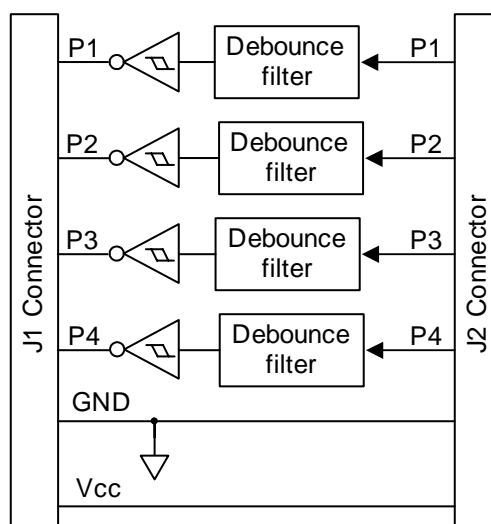 P1
Debounce
filter
P1
P2
Debounce
filter
P2
P3
Debounce
filter
P3
P4
Debounce
filter
P4
GND
Vcc
J1 Connector
J2 Connector